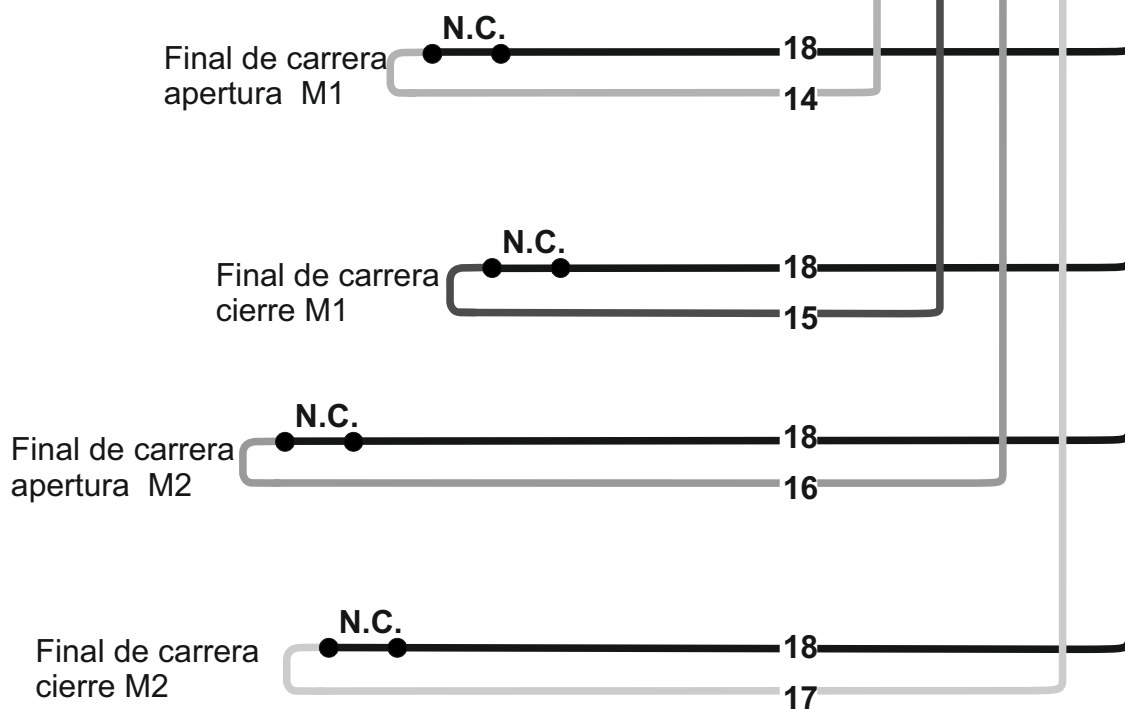 N.C.
Final de carrera
apertura  M1
18
14
N.C.
Final de carrera
cierre M1
18
15
N.C.
Final de carrera
apertura  M2
18
16
N.C.
Final de carrera
cierre M2
18
17